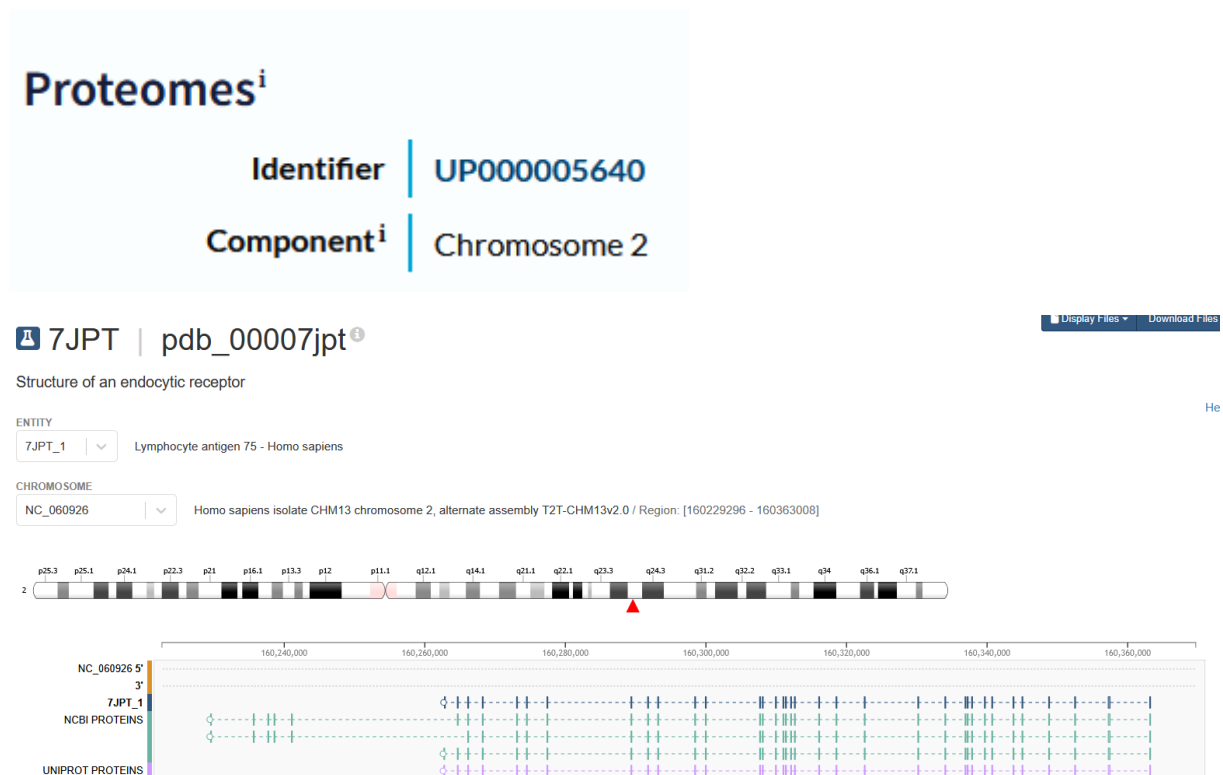 Proteomesⁱ
Identifier UP000005640
Componentⁱ Chromosome 2
7JPT | pdb_00007jpt
Display Files Download Files
Structure of an endocytic receptor
He
ENTITY
7JPT_1 Lymphocyte antigen 75 - Homo sapiens
CHROMOSOME
NC_060926 Homo sapiens isolate CHM13 chromosome 2, alternate assembly T2T-CHM13v2.0 / Region: [160229296 - 160363008]
p25.3 p25.1 p24.1 p22.3 p21 p16.1 p13.3 p12 p11.1 q12.1 q14.1 q21.1 q22.1 q23.3 q24.3 q31.2 q32.2 q33.1 q34 q36.1 q37.1
2
160,240,000 160,260,000 160,280,000 160,300,000 160,320,000 160,340,000 160,360,000
NC_060926 5'
3'
7JPT_1
NCBI PROTEINS
UNIPROT PROTEINS